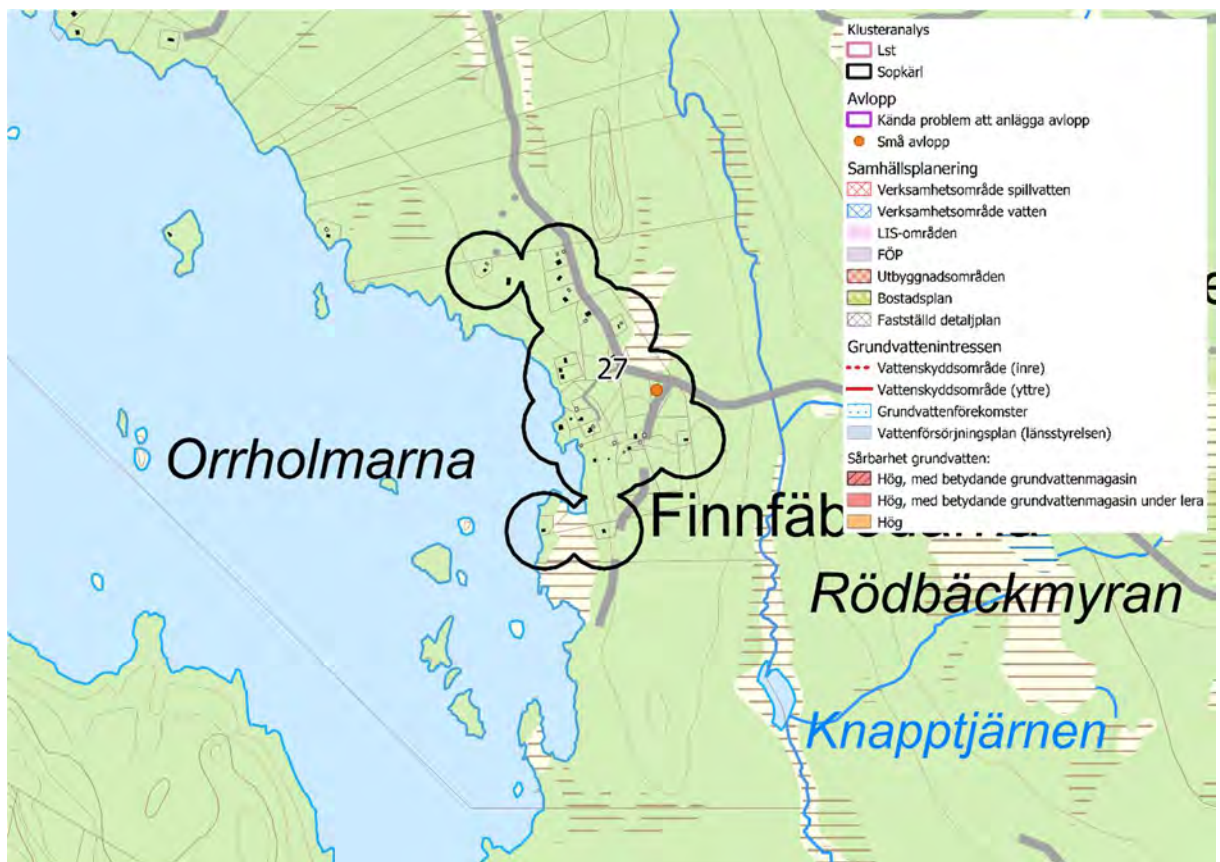 Klusteranalys
Lst
Sopkärl
Avlopp
Kända problem att anlägga avlopp
Små avlopp
Samhällsplanering
Verksamhetsområde spillvatten
Verksamhetsområde vatten
LIS-områden
FÖP
Utbyggnadsområden
Bostadsplan
Fastställd detaljplan
Grundvattenintressen
Vattenskyddsområde (inre)
Vattenskyddsområde (yttre)
Grundvattenförekomster
Vattenförsörjningsplan (länsstyrelsen)
Sårbarhet grundvatten:
Hög, med betydande grundvattenmagasin
Hög, med betydande grundvattenmagasin under lera
Hög
27
Orrholmarna
Finnfäbodarna
Rödbäckmyran
Knapptjärnen